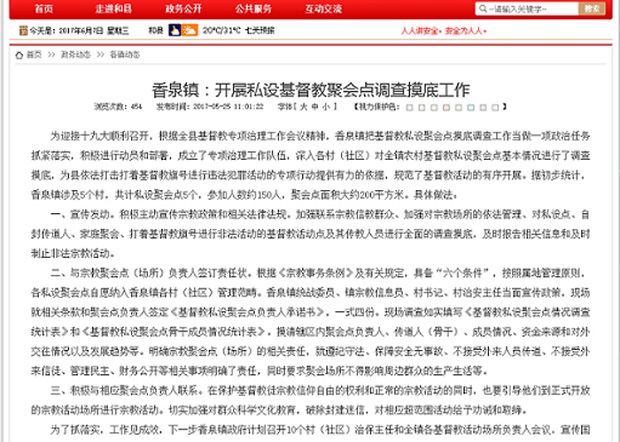 首页 走进和县 政务公开 公共服务 互动交流 --请输入关键字-- 搜索
今天是：2017年6月7日 星期三 和县 20℃/31℃ 七天预报 人人讲安全，安全为人人
首页 >> 政务动态 >> 各镇动态
香泉镇：开展私设基督教聚会点调查摸底工作
浏览次数：454 发布时间：2017-05-25 11:01:22 字体【大 中 小】 【视力保护色：
为迎接十九大顺利召开，根据全县基督教专项治理工作会议精神，香泉镇把基督教私设聚会点摸底调查工作当做一项政治任务
抓紧落实，积极进行动员和部署，成立了专项治理工作队伍，深入各村（社区）对全镇农村基督教私设聚会点基本情况进行了调查
摸底，为县依法打击打着基督教旗号进行违法犯罪活动的专项行动提供有力的依据，规范了基督教活动的有序开展。据初步统计，
香泉镇涉及5个村，共计私设聚会点5个，参加人数约150人，聚会点面积大约200平方米。具体做法：
一、宣传发动。积极主动宣传宗教政策和相关法律法规，加强联系宗教信教群众、加强对宗教场所的依法管理、对私设点、自
封传道人、家庭聚会、打着基督教旗号进行非法活动的基督教活动点及其传教人员进行全面的调查摸底，及时报告相关信息和及时
制止非法宗教活动。
二、与宗教聚会点（场所）负责人签订责任状。根据《宗教事务条例》及有关规定，具备“六个条件”，按照属地管理原则，
各私设聚会点自愿纳入香泉镇各村（社区）管理范畴。香泉镇统战委员、镇宗教信息员、村书记、村治安主任当面宣传政策，现场
就相关条款和聚会点负责人签定《基督教私设聚会点负责人承诺书》，一式四份。现场调查如实填写《基督教私设聚会点情况调查
统计表》和《基督教私设聚会点骨干成员情况统计表》。摸清辖区内聚会点负责人、传道人（骨干）、成员情况、资金来源和对外
交往情况以及发展趋势等。明确宗教聚会点（场所）的相关责任，就遵纪守法、保障安全无事故、不接受外来人员传道、不接受外
来信徒、管理民主、财务公开等相关事项明确了责任，同时要求聚会场所不得影响周边群众的生产生活等。
三、积极与相应聚会点负责人联系。在保护基督教徒宗教信仰自由的权利和正常的宗教活动的同时，也要引导他们到正式开放
的宗教活动场所进行宗教活动。切实加强对群众科学文化教育，破除封建迷信，对相应超范围活动给予劝诫和取缔。
为了抓落实，工作见成效，下一步香泉镇政府计划召开10个村（社区）治保主任和全镇各基督教活动场所负责人会议，宣传国